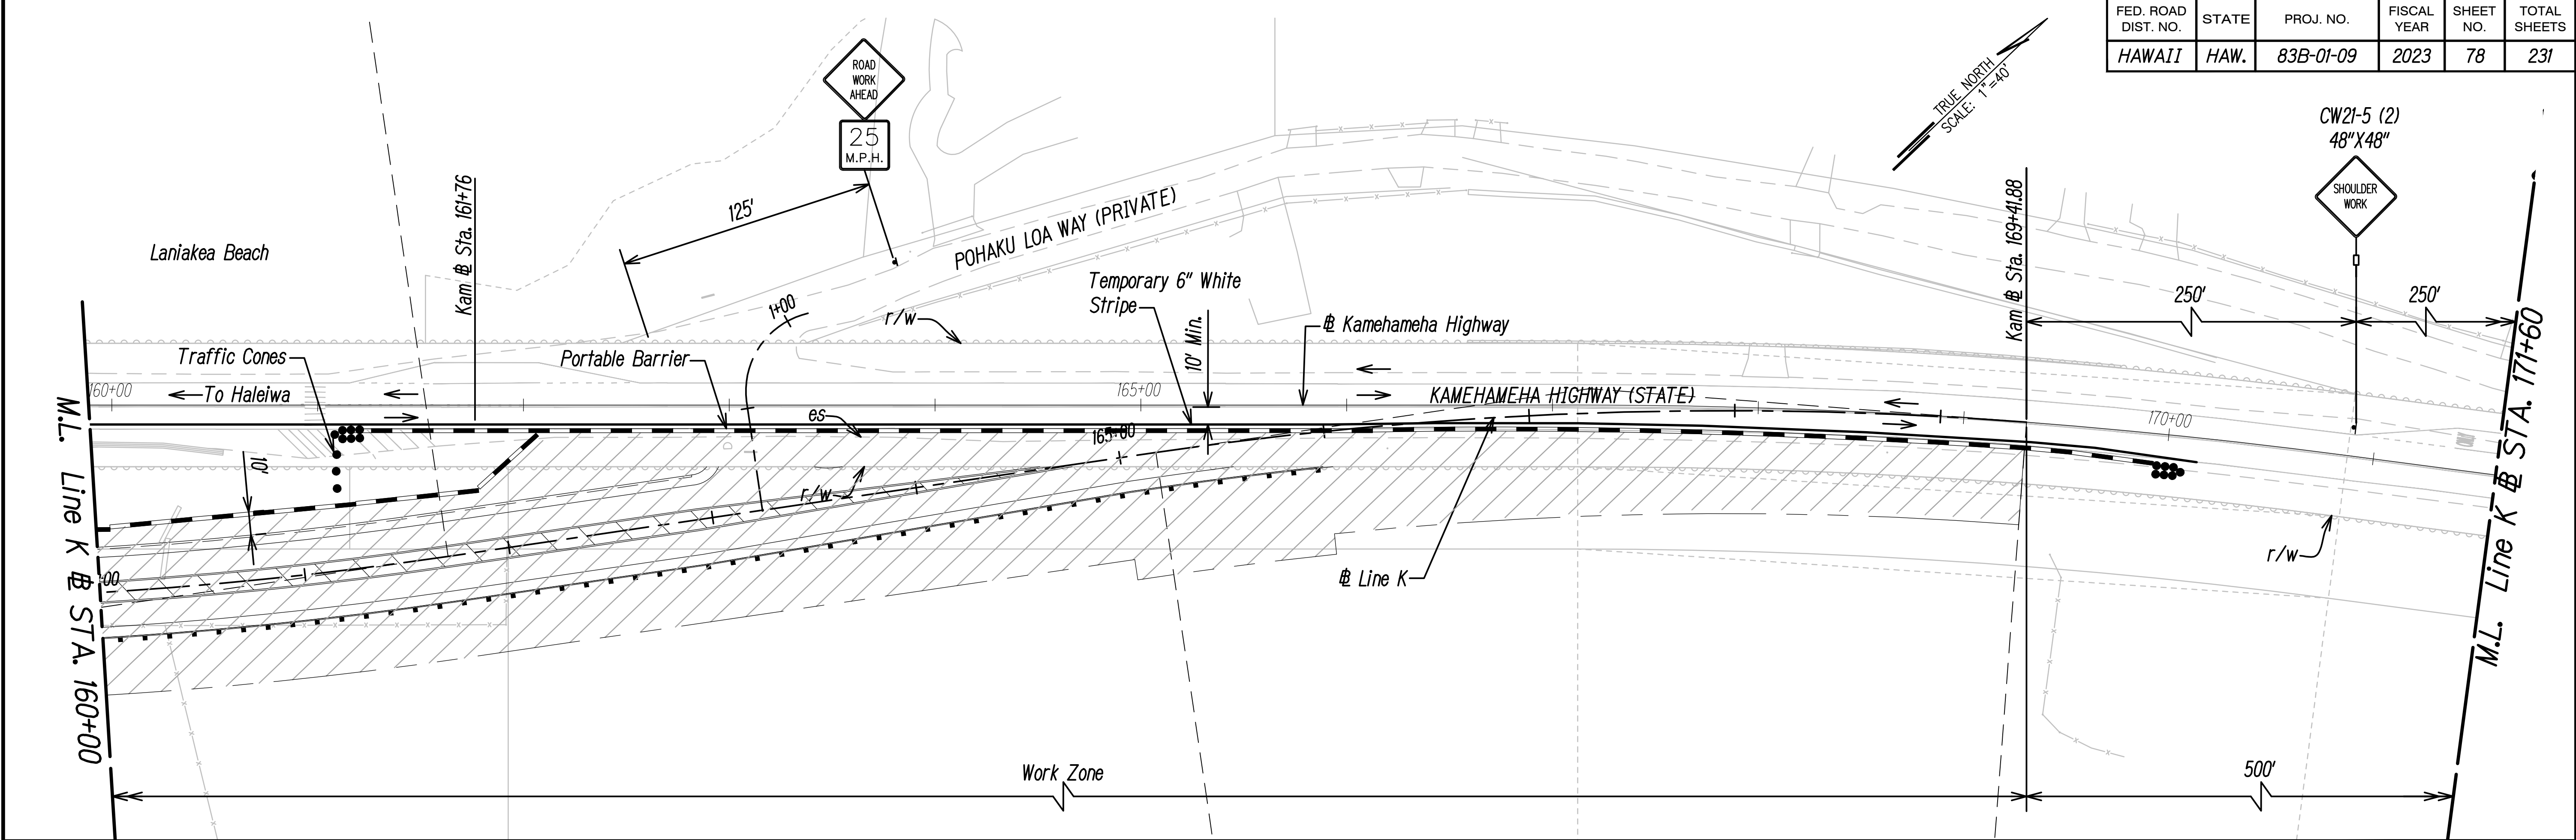 FED. ROAD DIST. NO.
STATE
PROJ. NO.
FISCAL YEAR
SHEET NO.
TOTAL SHEETS
HAWAII
HAW.
83B-01-09
2023
78
231
ROAD
WORK
AHEAD
25
M.P.H.
TRUE NORTH
SCALE: 1"=40'
CW21-5 (2)
48"X48"
SHOULDER
WORK
Laniakea Beach
Kam ℄ Sta. 161+76
125'
POHAKU LOA WAY (PRIVATE)
Temporary 6" White
Stripe
10' Min.
℄ Kamehameha Highway
Kam ℄ Sta. 169+41.88
250'
250'
1+00
r/w
Traffic Cones
Portable Barrier
160+00
To Haleiwa
165+00
KAMEHAMEHA HIGHWAY (STATE)
170+00
es
165+00
10'
r/w
r/w
℄ Line K
M.L. Line K ℄ STA. 160+00
M.L. Line K ℄ STA. 171+60
Work Zone
500'